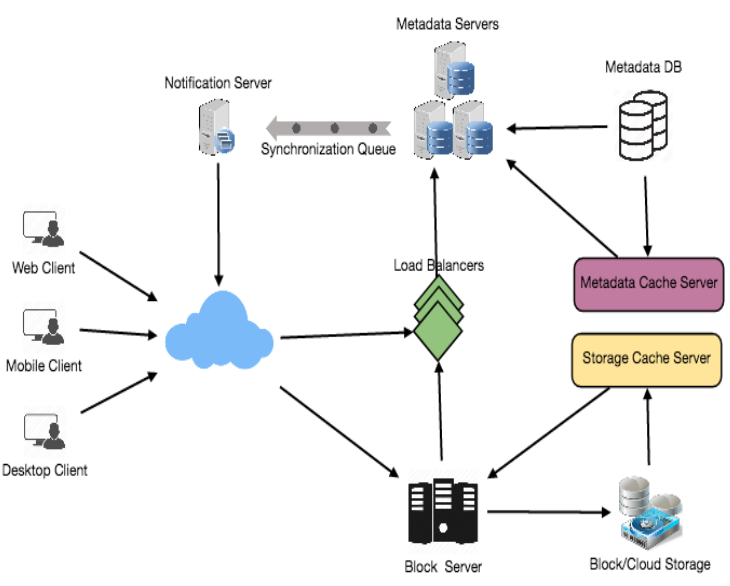 Metadata Servers
Metadata DB
Notification Server
Synchronization Queue
Web Client
Load Balancers
Metadata Cache Server
Mobile Client
Storage Cache Server
Desktop Client
Block Server
Block/Cloud Storage